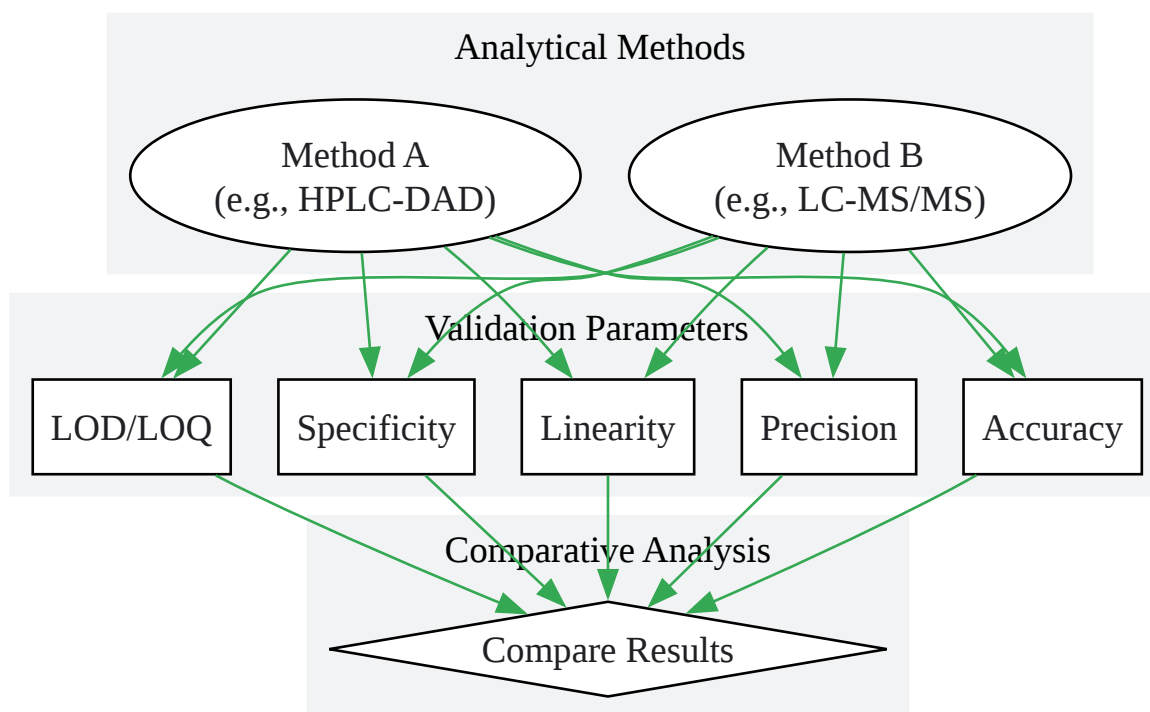 Analytical Methods
Method A
(e.g., HPLC-DAD)
Method B
(e.g., LC-MS/MS)
Validation Parameters
LOD/LOQ
Specificity
Linearity
Precision
Accuracy
Comparative Analysis
Compare Results